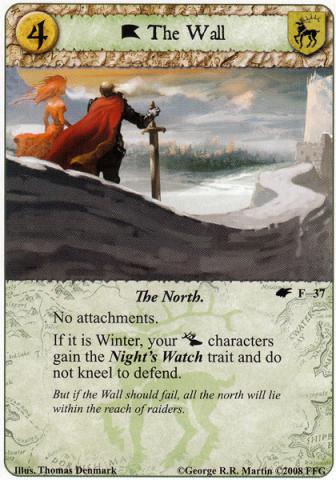 4
The Wall
The North.
F 37
No attachments.
If it is Winter, your characters
gain the Night's Watch trait and do
not kneel to defend.
But if the Wall should fail, all the north will lie
within the reach of raiders.
Illus. Thomas Denmark
©George R.R. Martin ©2008 FFG